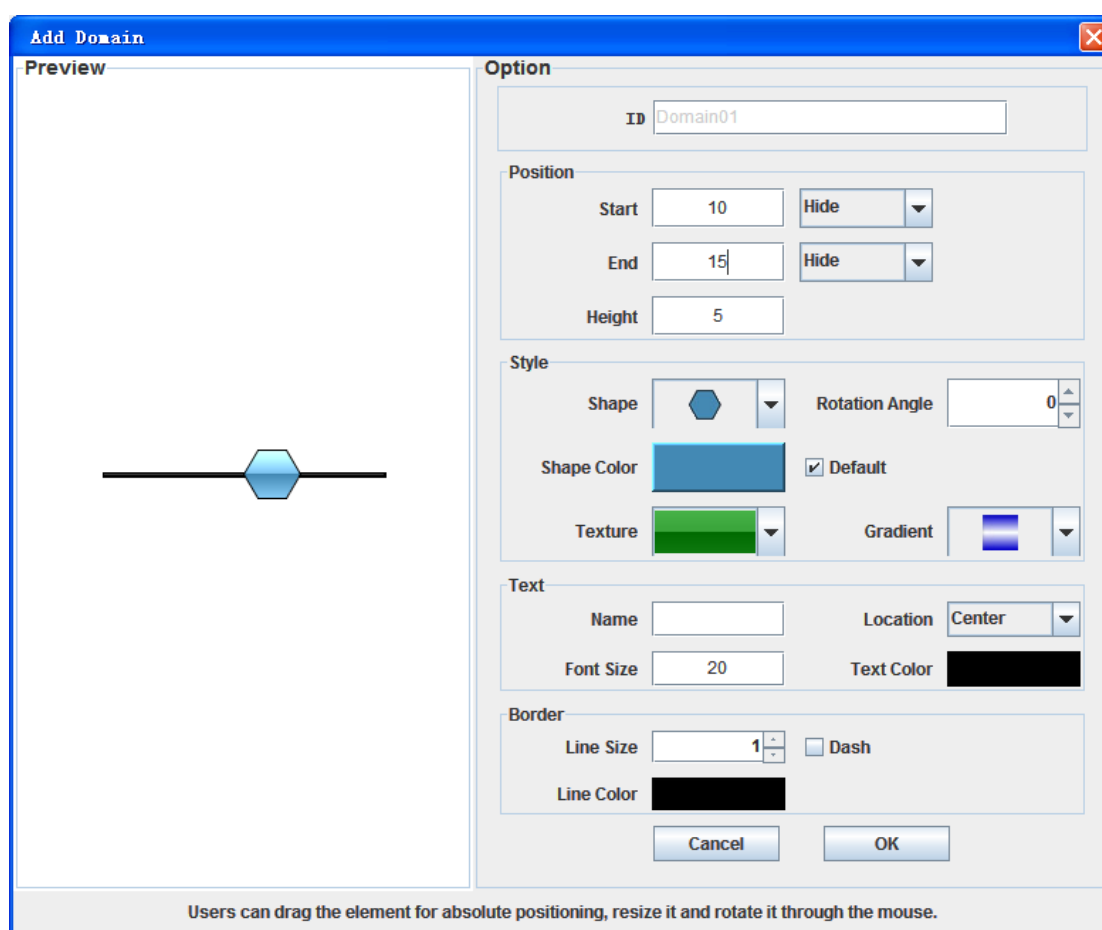 Add Domain
Preview
Option
ID Domain01
Position
Start 10 Hide
End 15 Hide
Height 5
Style
Shape Rotation Angle 0
Shape Color Default
Texture Gradient
Text
Name Location Center
Font Size 20 Text Color
Border
Line Size 1 Dash
Line Color
Cancel OK
Users can drag the element for absolute positioning, resize it and rotate it through the mouse.